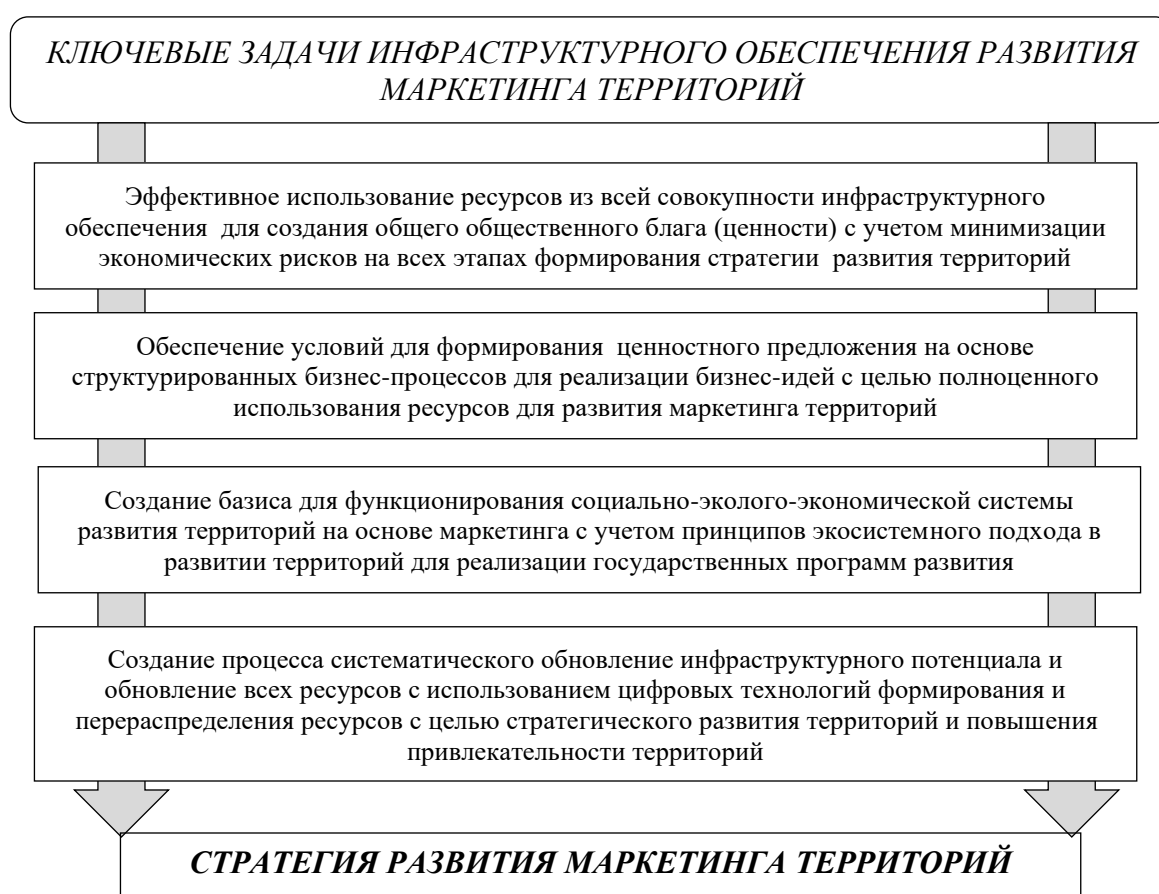 КЛЮЧЕВЫЕ ЗАДАЧИ ИНФРАСТРУКТУРНОГО ОБЕСПЕЧЕНИЯ РАЗВИТИЯ
МАРКЕТИНГА ТЕРРИТОРИЙ
Эффективное использование ресурсов из всей совокупности инфраструктурного
обеспечения для создания общего общественного блага (ценности) с учетом минимизации
экономических рисков на всех этапах формирования стратегии развития территорий
Обеспечение условий для формирования ценностного предложения на основе
структурированных бизнес-процессов для реализации бизнес-идей с целью полноценного
использования ресурсов для развития маркетинга территорий
Создание базиса для функционирования социально-эколого-экономической системы
развития территорий на основе маркетинга с учетом принципов экосистемного подхода в
развитии территорий для реализации государственных программ развития
Создание процесса систематического обновление инфраструктурного потенциала и
обновление всех ресурсов с использованием цифровых технологий формирования и
перераспределения ресурсов с целью стратегического развития территорий и повышения
привлекательности территорий
СТРАТЕГИЯ РАЗВИТИЯ МАРКЕТИНГА ТЕРРИТОРИЙ